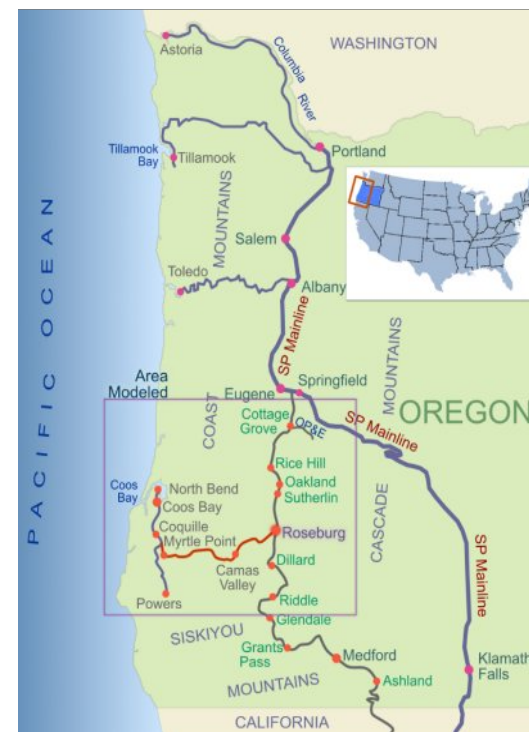 WASHINGTON
Astoria
Columbia
River
Tillamook
Bay
Tillamook
Portland
MOUNTAINS
Salem
Toledo
Albany
PACIFIC OCEAN
SP Mainline
MOUNTAINS
Area
Modeled
Eugene
Springfield
COAST
Cottage
Grove
OP&E
SP Mainline
OREGON
Rice Hill
Oakland
Sutherlin
Coos
Bay
North Bend
Coos Bay
CASCADE
Coquille
Myrtle Point
Roseburg
Camas
Valley
Dillard
SP Mainline
Powers
Riddle
Glendale
SISKIYOU
Grants
Pass
Medford
Klamath
Falls
Ashland
MOUNTAINS
CALIFORNIA